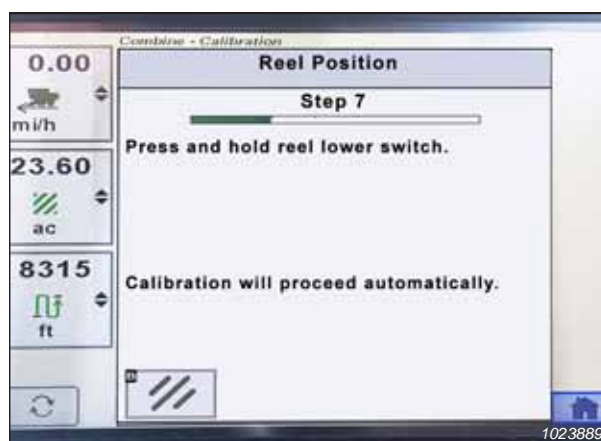 Combine - Calibration
0.00
mi/h
23.60
ac
8315
ft
Reel Position
Step 7
Press and hold reel lower switch.
Calibration will proceed automatically.
1023889